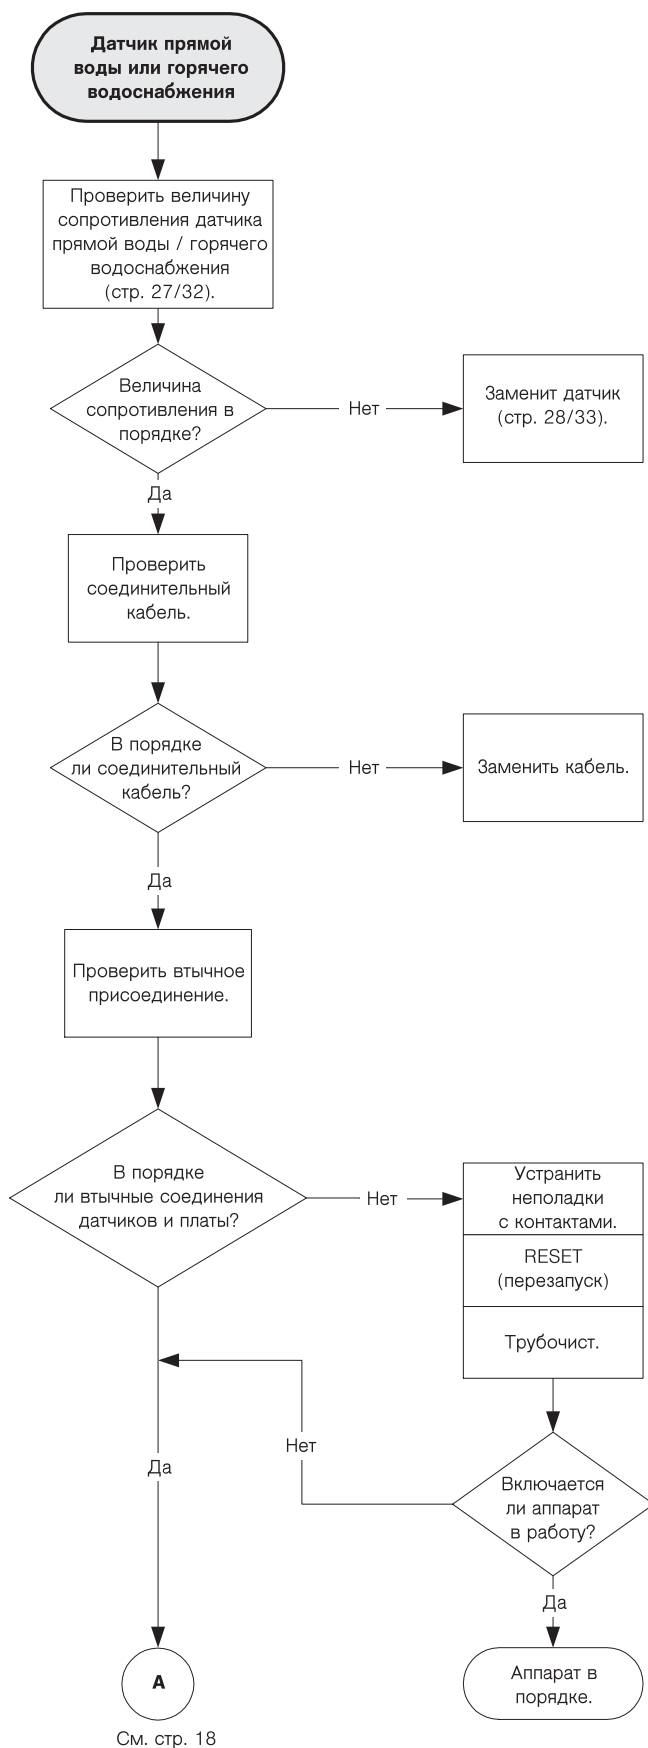 Датчик прямой
воды или горячего
водоснабжения
Проверить величину
сопротивления датчика
прямой воды / горячего
водоснабжения
(стр. 27/32).
Величина
сопротивления в
порядке?
Нет
Заменит датчик
(стр. 28/33).
Да
Проверить
соединительный
кабель.
В порядке
ли соединительный
кабель?
Нет
Заменить кабель.
Да
Проверить втычное
присоединение.
В порядке
ли втычные соединения
датчиков и платы?
Нет
Устранить
неполадки
с контактами.
RESET
(перезапуск)
Трубочист.
Нет
Да
Включается
ли аппарат
в работу?
Да
A
Аппарат в
порядке.
См. стр. 18